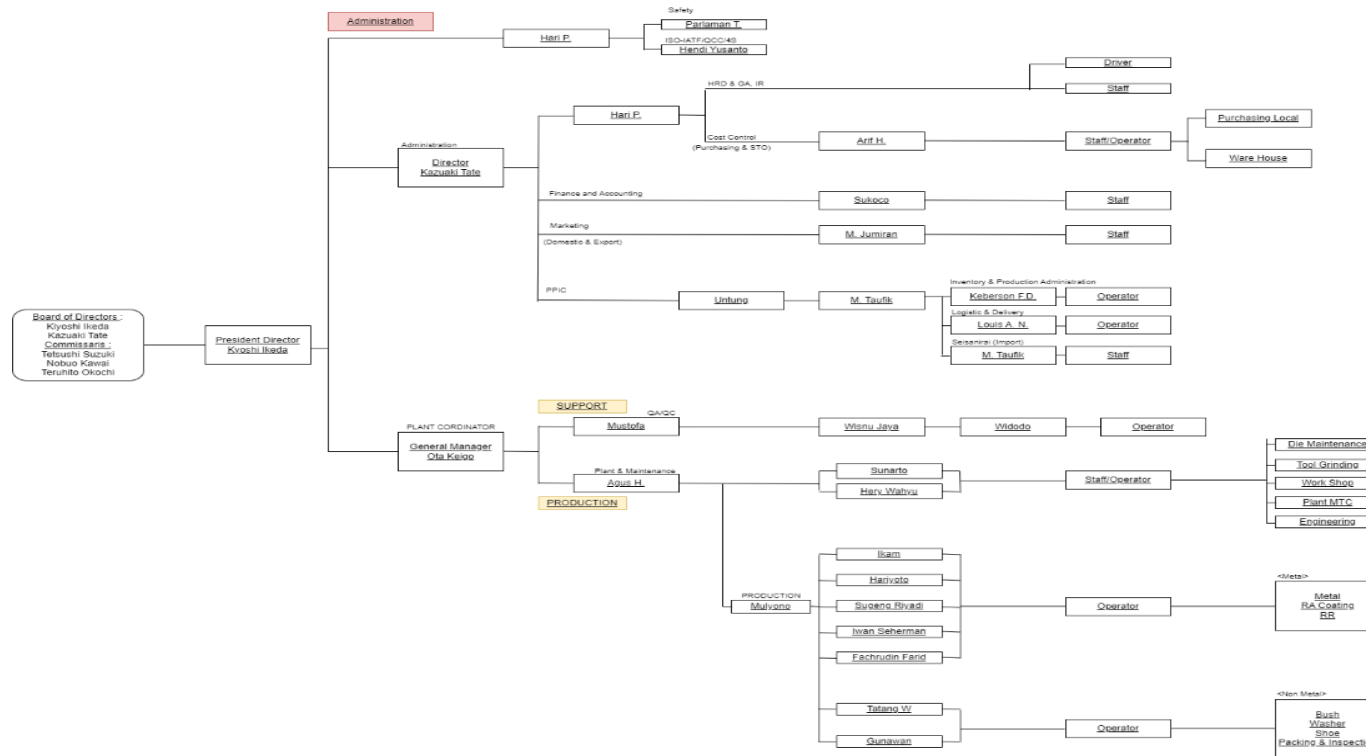 Administration
Safety
Parlaman T.
Hari P.
ISO-IATF/QCC/4S
Hendi Yusanto
Driver
HRD & GA, IR
Staff
Hari P.
Purchasing Local
Cost Control
(Purchasing & STO)
Arif H.
Staff/Operator
Ware House
Administration
Director
Kazuaki Tate
Finance and Accounting
Sukoco
Staff
Marketing
(Domestic & Export)
M. Jumiran
Staff
PPIC
Untung
M. Taufik
Inventory & Production Administration
Keberson F.D.
Operator
Logistic & Delivery
Louis A. N.
Operator
Seisanirai (Import)
M. Taufik
Staff
Board of Directors :
Kiyoshi Ikeda
Kazuaki Tate
Commissaris :
Tetsushi Suzuki
Nobuo Kawai
Teruhito Okochi
President Director
Kyoshi Ikeda
SUPPORT
PLANT CORDINATOR
General Manager
Ota Keigo
QA/QC
Mustofa
Wisnu Jaya
Widodo
Operator
Plant & Maintenance
Agus H.
PRODUCTION
Sunarto
Hery Wahyu
Staff/Operator
Die Maintenance
Tool Grinding
Work Shop
Plant MTC
Engineering
PRODUCTION
Mulyono
Ikam
Hariyoto
Sugeng Riyadi
Iwan Seherman
Fachrudin Farid
Operator
<Metal>
Metal
RA Coating
RR
Tatang W
Gunawan
Operator
<Non Metal>
Bush
Washer
Shoe
Packing & Inspecti